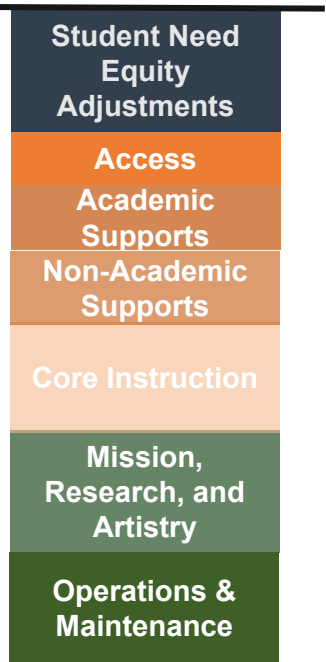 Student Need
Equity
Adjustments
Access
Academic
Supports
Non-Academic
Supports
Core Instruction
Mission,
Research, and
Artistry
Operations &
Maintenance